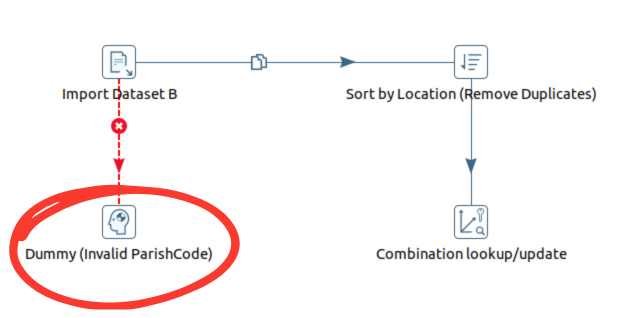 Import Dataset B
Sort by Location (Remove Duplicates)
Dummy (Invalid ParishCode)
Combination lookup/update